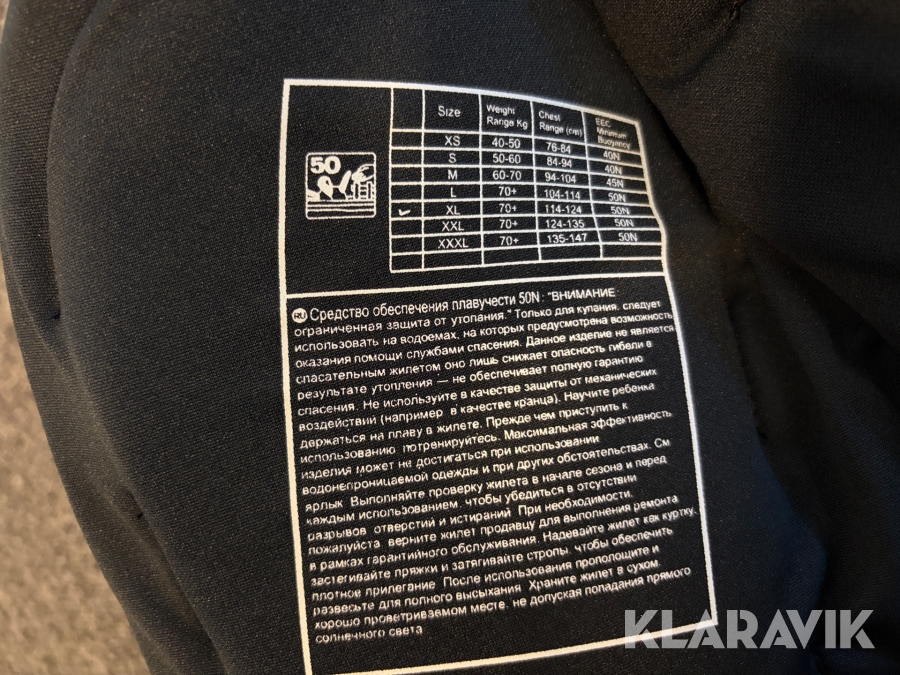 50
Size Weight Range Kg Chest Range (cm) EEC Minimum Buoyancy
XS 40-50 76-84 40N
S 50-60 84-94 40N
M 60-70 94-104 45N
L 70+ 104-114 50N
✓ XL 70+ 114-124 50N
XXL 70+ 124-135 50N
XXXL 70+ 135-147 50N
RU Средство обеспечения плавучести 50N: "ВНИМАНИЕ:
ограниченная защита от утопания." Только для купания, следует
использовать на водоемах, на которых предусмотрена возможность
оказания помощи службами спасения. Данное изделие не является
спасательным жилетом оно лишь снижает опасность гибели в
результате утопления — не обеспечивает полную гарантию
спасения. Не используйте в качестве защиты от механических
воздействий (например, в качестве кранца). Научите ребенка
держаться на плаву в жилете. Прежде чем приступить к
использованию потренируйтесь. Максимальная эффективность
изделия может не достигаться при использовании
водонепроницаемой одежды и при других обстоятельствах. См
ярлык. Выполняйте проверку жилета в начале сезона и перед
каждым использованием, чтобы убедиться в отсутствии
разрывов, отверстий и истираний. При необходимости,
пожалуйста, верните жилет продавцу для выполнения ремонта
в рамках гарантийного обслуживания. Надевайте жилет как куртку,
застегивайте пряжки и затягивайте стропы, чтобы обеспечить
плотное прилегание. После использования прополощите и
развесьте для полного высыхания. Храните жилет в сухом,
хорошо проветриваемом месте, не допуская попадания прямого
солнечного света
KLARAVIK